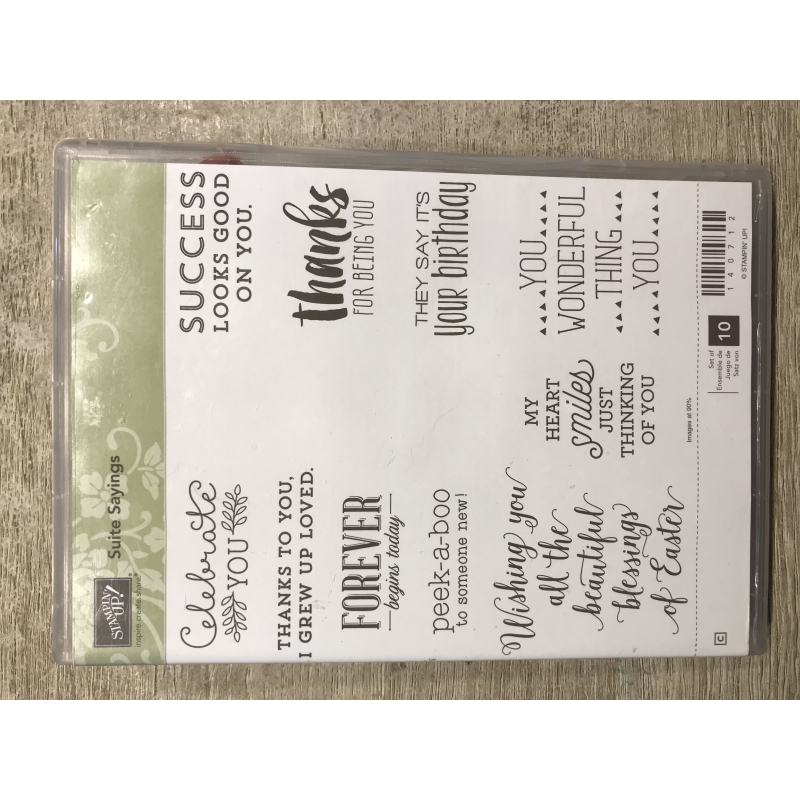 STAMPIN' UP!®
inspire.create.share®
Suite Sayings
Celebrate
YOU
THANKS TO YOU,
I GREW UP LOVED.
FOREVER
begins today
peek-a-boo
to someone new!
Wishing you
all the
beautiful
blessings
of Easter
SUCCESS
LOOKS GOOD
ON YOU.
thanks
FOR BEING YOU
THEY SAY IT'S
your birthday
YOU
WONDERFUL
THING
YOU
MY
HEART
smiles
JUST
THINKING
OF YOU
Images at 90%
C
Set of
Ensemble de
Juego de
Satz von
10
140712
© STAMPIN' UP!